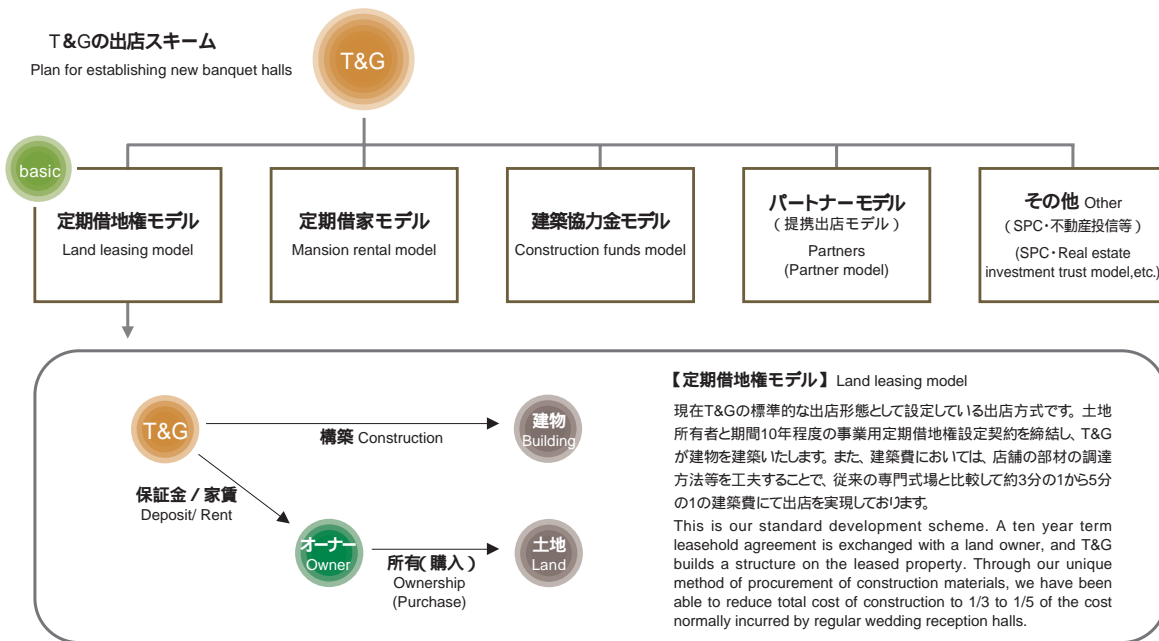 T&Gの出店スキーム
Plan for establishing new banquet halls
T&G
basic
定期借地権モデル
Land leasing model
定期借家モデル
Mansion rental model
建築協力金モデル
Construction funds model
パートナーモデル
（提携出店モデル）
Partners
(Partner model)
その他 Other
（SPC・不動産投信等）
(SPC・Real estate
investment trust model,etc.)
T&G
構築 Construction
建物
Building
保証金 / 家賃
Deposit/ Rent
オーナー
Owner
所有（購入）
Ownership
(Purchase)
土地
Land
【定期借地権モデル】 Land leasing model
現在T&Gの標準的な出店形態として設定している出店方式です。土地
所有者と期間10年程度の事業用定期借地権設定契約を締結し、T&G
が建物を建築いたします。また、建築費においては、店舗の部材の調達
方法等を工夫することで、従来の専門式場と比較して約3分の1から5分
の1の建築費にて出店を実現しております。
This is our standard development scheme. A ten year term
leasehold agreement is exchanged with a land owner, and T&G
builds a structure on the leased property. Through our unique
method of procurement of construction materials, we have been
able to reduce total cost of construction to 1/3 to 1/5 of the cost
normally incurred by regular wedding reception halls.